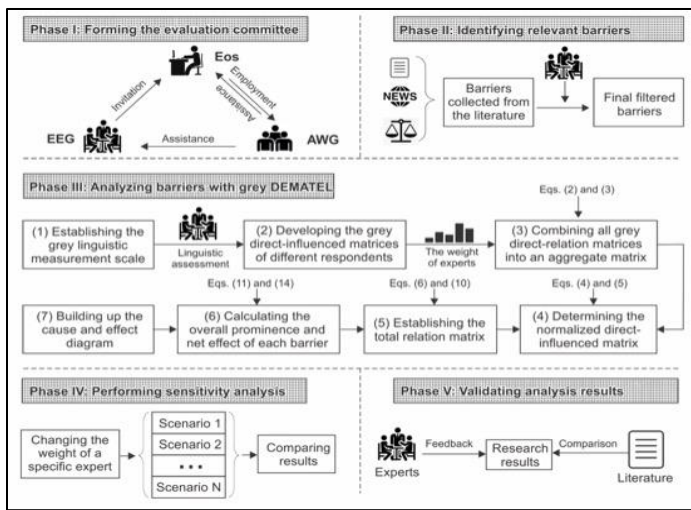 Phase I: Forming the evaluation committee
Eos
Invitation
Employment
Assistance
EEG
Assistance
AWG
Phase II: Identifying relevant barriers
NEWS
Barriers
collected from
the literature
Final filtered
barriers
Phase III: Analyzing barriers with grey DEMATEL
Eqs. (2) and (3)
(1) Establishing the
grey linguistic
measurement scale
Linguistic
assessment
(2) Developing the grey
direct-influenced matrices
of different respondents
The weight
of experts
(3) Combining all grey
direct-relation matrices
into an aggregate matrix
Eqs. (11) and (14)
Eqs. (6) and (10)
Eqs. (4) and (5)
(7) Building up the
cause and effect
diagram
(6) Calculating the
overall prominence and
net effect of each barrier
(5) Establishing the
total relation matrix
(4) Determining the
normalized direct-
influenced matrix
Phase IV: Performing sensitivity analysis
Changing the
weight of a
specific expert
Scenario 1
Scenario 2
• • •
Scenario N
Comparing
results
Phase V: Validating analysis results
Experts
Feedback
Research
results
Comparison
Literature